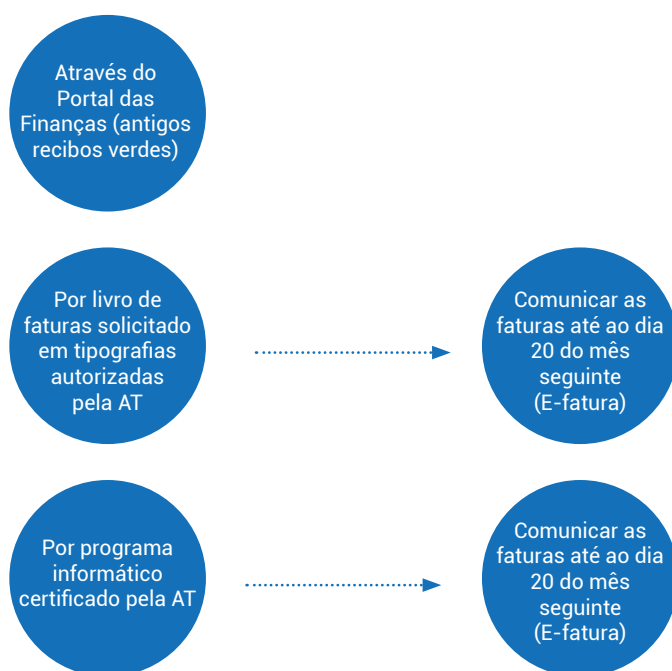 Através do
Portal das
Finanças (antigos
recibos verdes)
Por livro de
faturas solicitado
em tipografias
autorizadas
pela AT
Comunicar as
faturas até ao dia
20 do mês
seguinte
(E-fatura)
Por programa
informático
certificado pela AT
Comunicar as
faturas até ao dia
20 do mês
seguinte
(E-fatura)